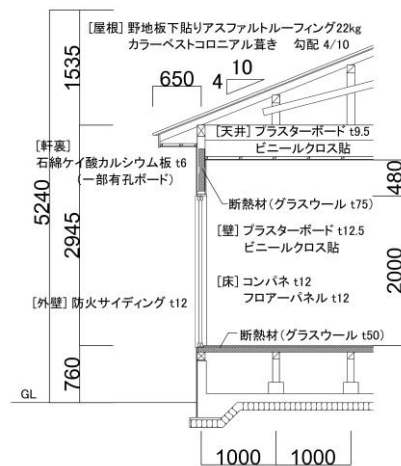 [屋根] 野地板下貼りアスファルトルーフィング22kg
カラーベストコロニアル葺き 勾配 4/10
1535
650
10
4
[天井] プラスターボード t9.5
ビニールクロス貼
[軒裏]
石綿ケイ酸カルシウム板 t6
(一部有孔ボード)
480
断熱材(グラスウール t75)
5240
2945
[壁] プラスターボード t12.5
ビニールクロス貼
2000
[床] コンパネ t12
フロアーパネル t12
[外壁] 防火サイディング t12
断熱材(グラスウール t50)
760
GL
1000
1000